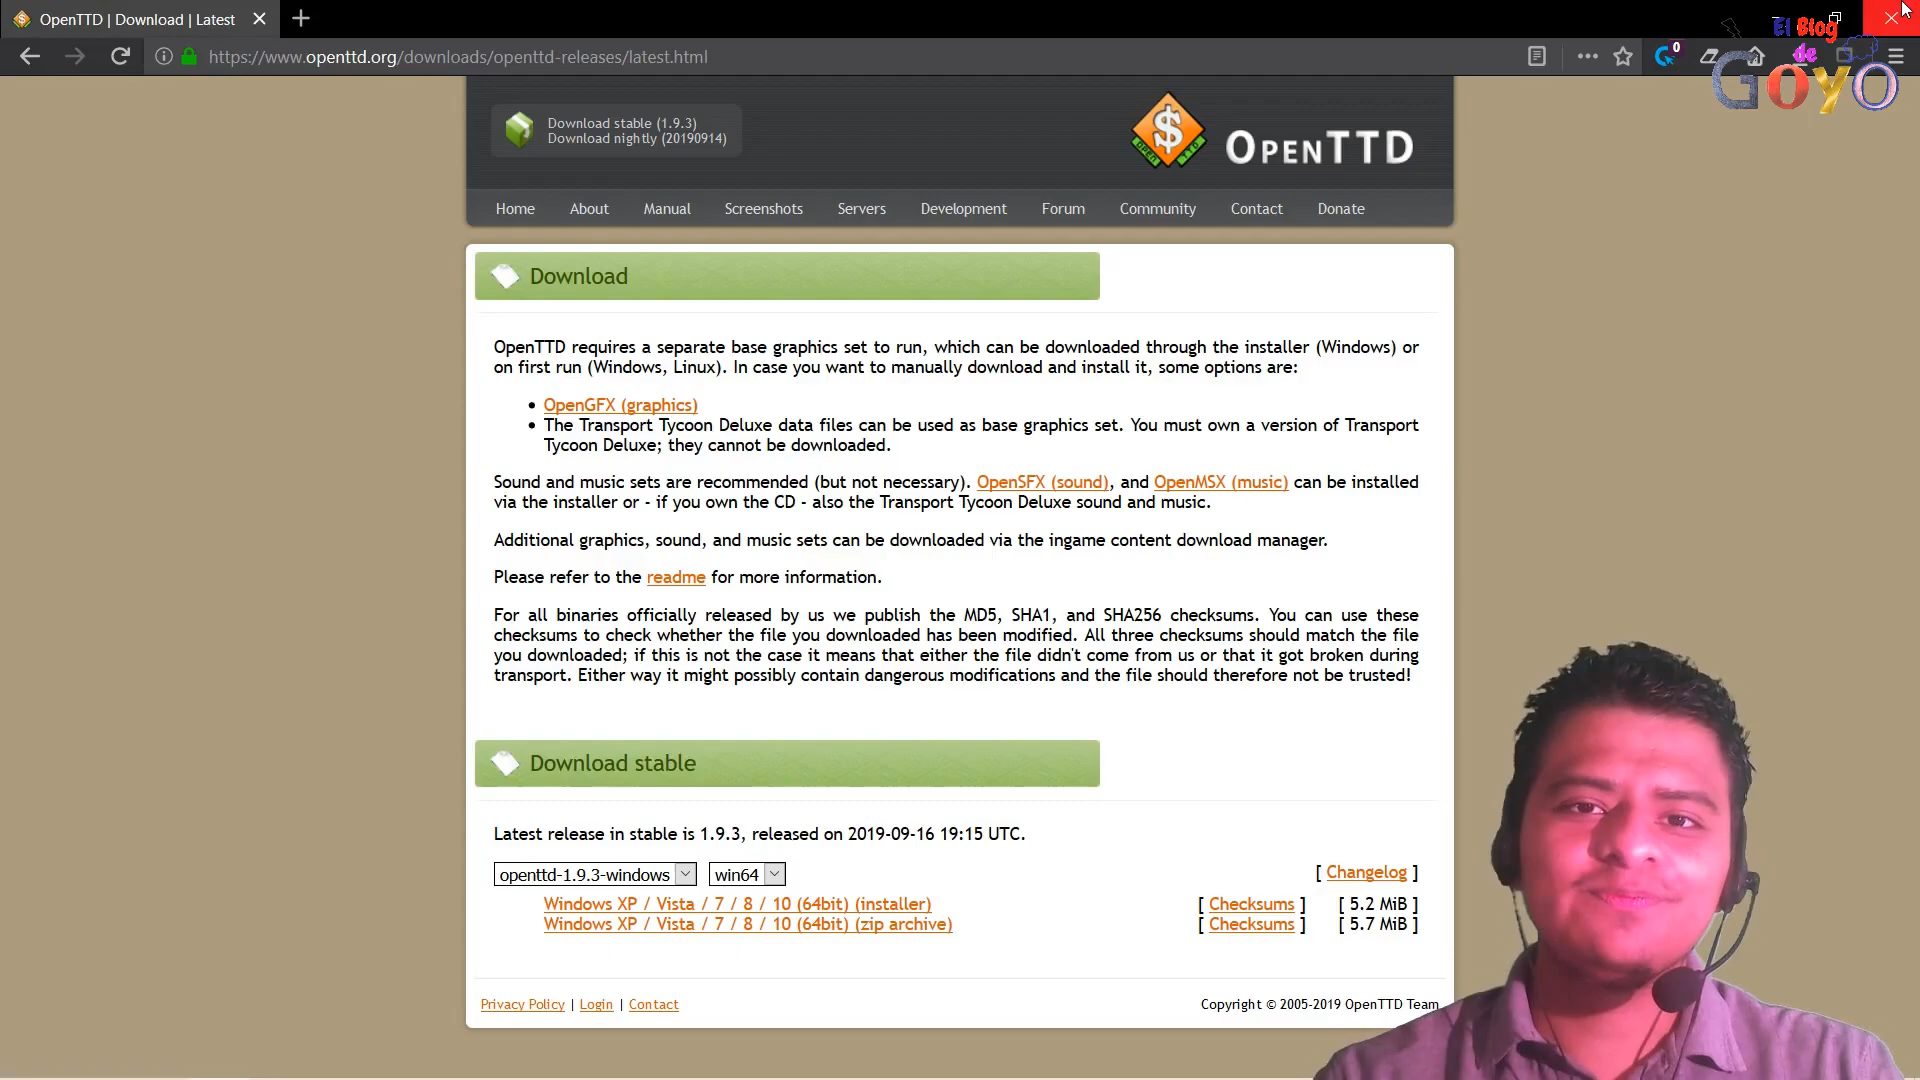 OpenTTD | Download | Latest
El Blog
de
GOYO
https://www.openttd.org/downloads/openttd-releases/latest.html
0
Download stable (1.9.3)
Download nightly (20190914)
$
OPEN TTD
OPENTTD
Home About Manual Screenshots Servers Development Forum Community Contact Donate
Download
OpenTTD requires a separate base graphics set to run, which can be downloaded through the installer (Windows) or
on first run (Windows, Linux). In case you want to manually download and install it, some options are:
• OpenGFX (graphics)
• The Transport Tycoon Deluxe data files can be used as base graphics set. You must own a version of Transport
Tycoon Deluxe; they cannot be downloaded.
Sound and music sets are recommended (but not necessary). OpenSFX (sound), and OpenMSX (music) can be installed
via the installer or - if you own the CD - also the Transport Tycoon Deluxe sound and music.
Additional graphics, sound, and music sets can be downloaded via the ingame content download manager.
Please refer to the readme for more information.
For all binaries officially released by us we publish the MD5, SHA1, and SHA256 checksums. You can use these
checksums to check whether the file you downloaded has been modified. All three checksums should match the file
you downloaded; if this is not the case it means that either the file didn't come from us or that it got broken during
transport. Either way it might possibly contain dangerous modifications and the file should therefore not be trusted!
Download stable
Latest release in stable is 1.9.3, released on 2019-09-16 19:15 UTC.
openttd-1.9.3-windows win64 [ Changelog ]
Windows XP / Vista / 7 / 8 / 10 (64bit) (installer) [ Checksums ] [ 5.2 MiB ]
Windows XP / Vista / 7 / 8 / 10 (64bit) (zip archive) [ Checksums ] [ 5.7 MiB ]
Privacy Policy | Login | Contact Copyright © 2005-2019 OpenTTD Team